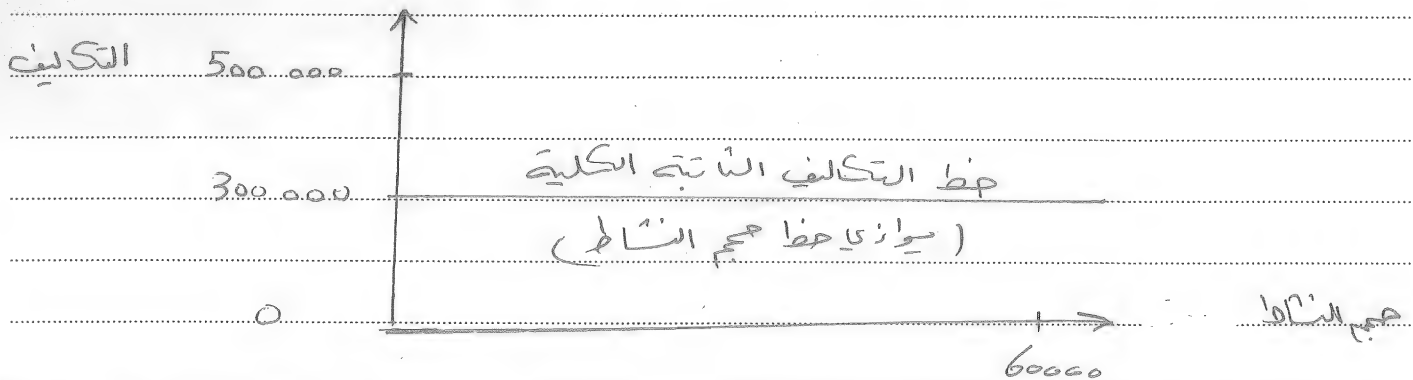 التكاليف 500.000
خط التكاليف الثابتة الكلية
300.000
(يوازي خط حجم النشاط)
0 حجم النشاط
60000